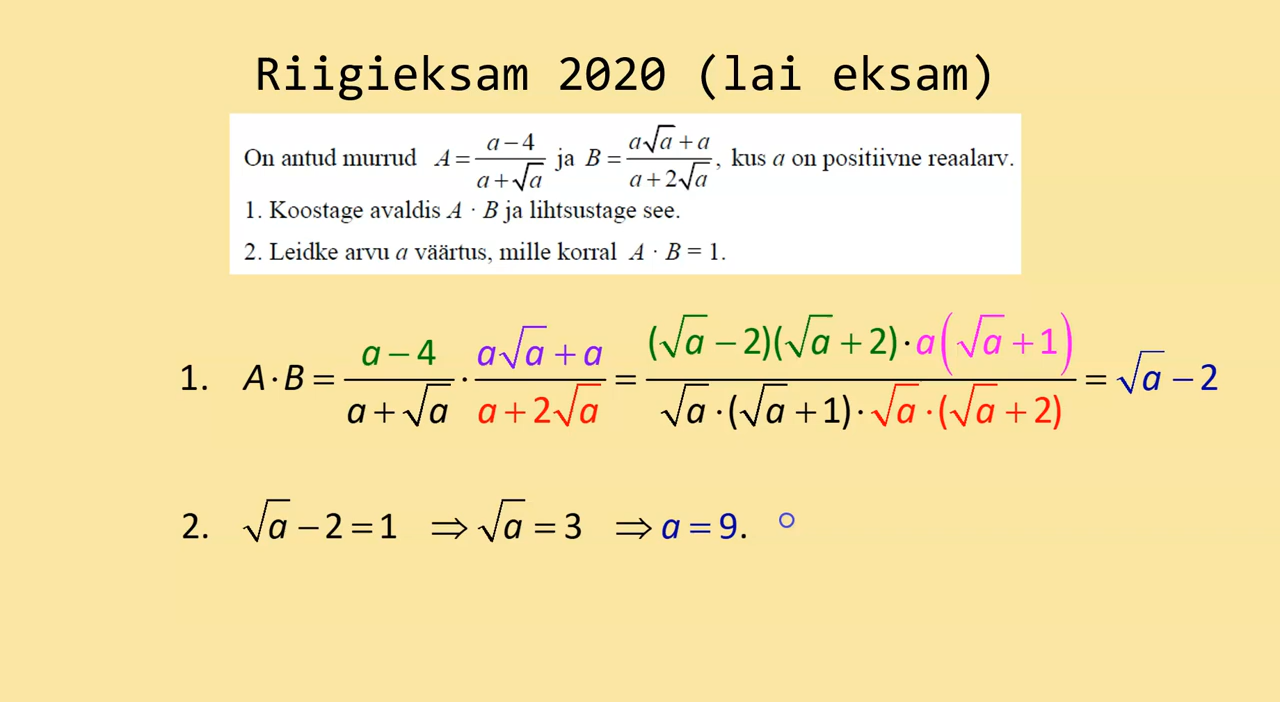 Riigieksam 2020 (lai eksam)
On antud murrud A = (a − 4)/(a + √a) ja B = (a√a + a)/(a + 2√a), kus a on positiivne reaalarv.
1. Koostage avaldis A · B ja lihtsustage see.
2. Leidke arvu a väärtus, mille korral A · B = 1.
1. A · B = (a − 4)/(a + √a) · (a√a + a)/(a + 2√a) = ((√a − 2)(√a + 2) · a(√a + 1))/(√a · (√a + 1) · √a · (√a + 2)) = √a − 2
2. √a − 2 = 1 ⇒ √a = 3 ⇒ a = 9.